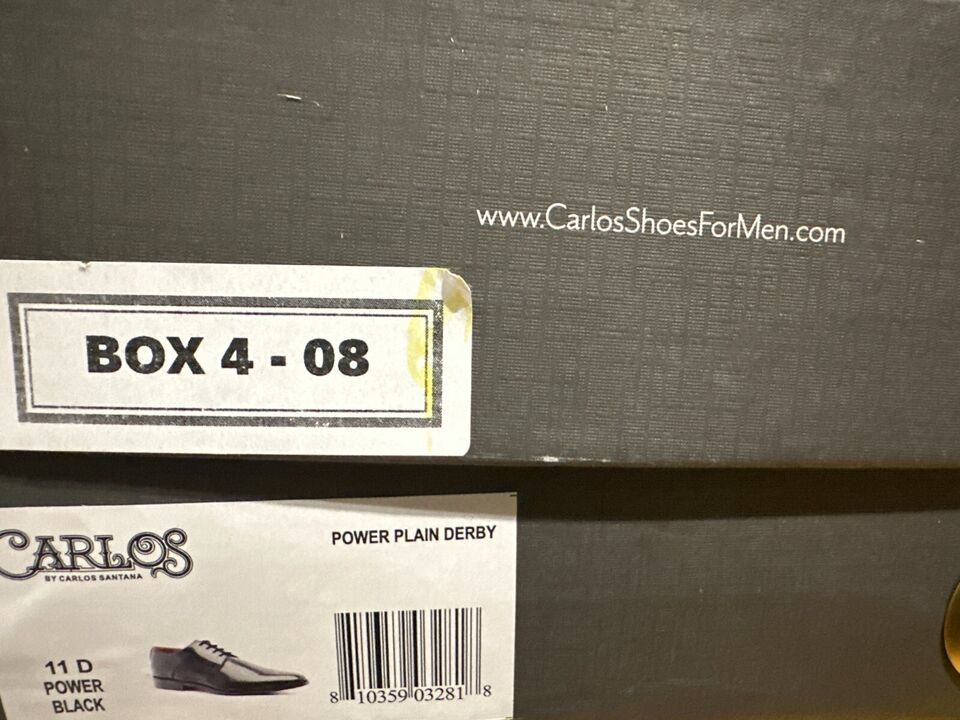 www.CarlosShoesForMen.com
BOX 4 - 08
CARLOS
BY CARLOS SANTANA
POWER PLAIN DERBY
11 D
POWER
BLACK
8 10359 03281 8